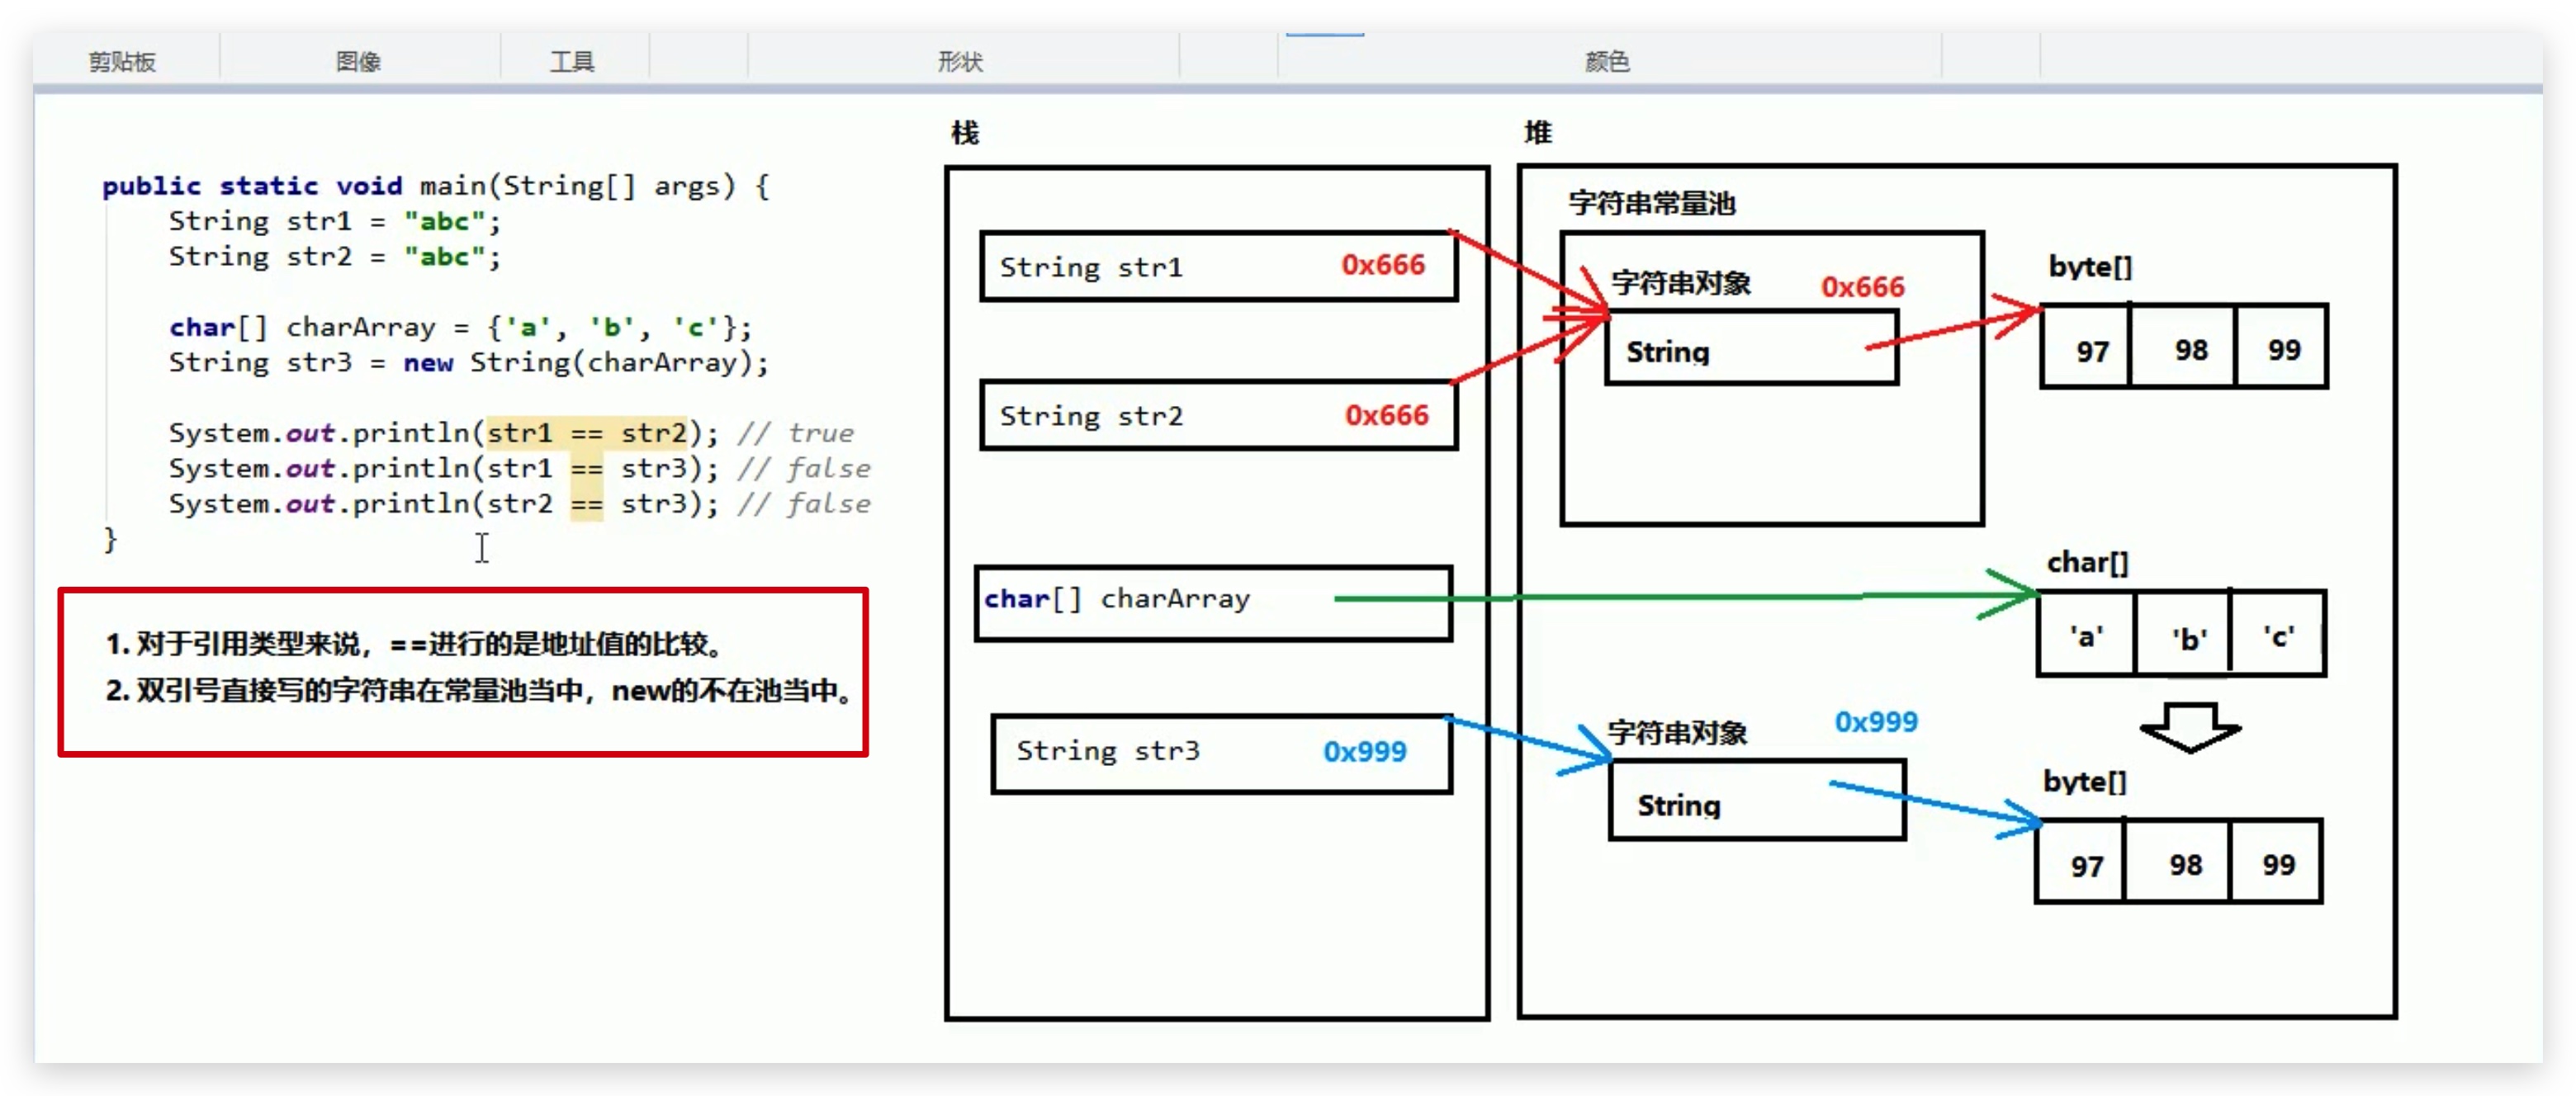 剪贴板
图像
工具
形状
颜色
public static void main(String[] args) {
String str1 = "abc";
String str2 = "abc";
char[] charArray = {'a', 'b', 'c'};
String str3 = new String(charArray);
System.out.println(str1 == str2); // true
System.out.println(str1 == str3); // false
System.out.println(str2 == str3); // false
}
1. 对于引用类型来说，==进行的是地址值的比较。
2. 双引号直接写的字符串在常量池当中，new的不在池当中。
栈
String str1 0x666
String str2 0x666
char[] charArray
String str3 0x999
堆
字符串常量池
字符串对象 0x666
String
byte[]
97 98 99
char[]
'a' 'b' 'c'
字符串对象 0x999
String
byte[]
97 98 99